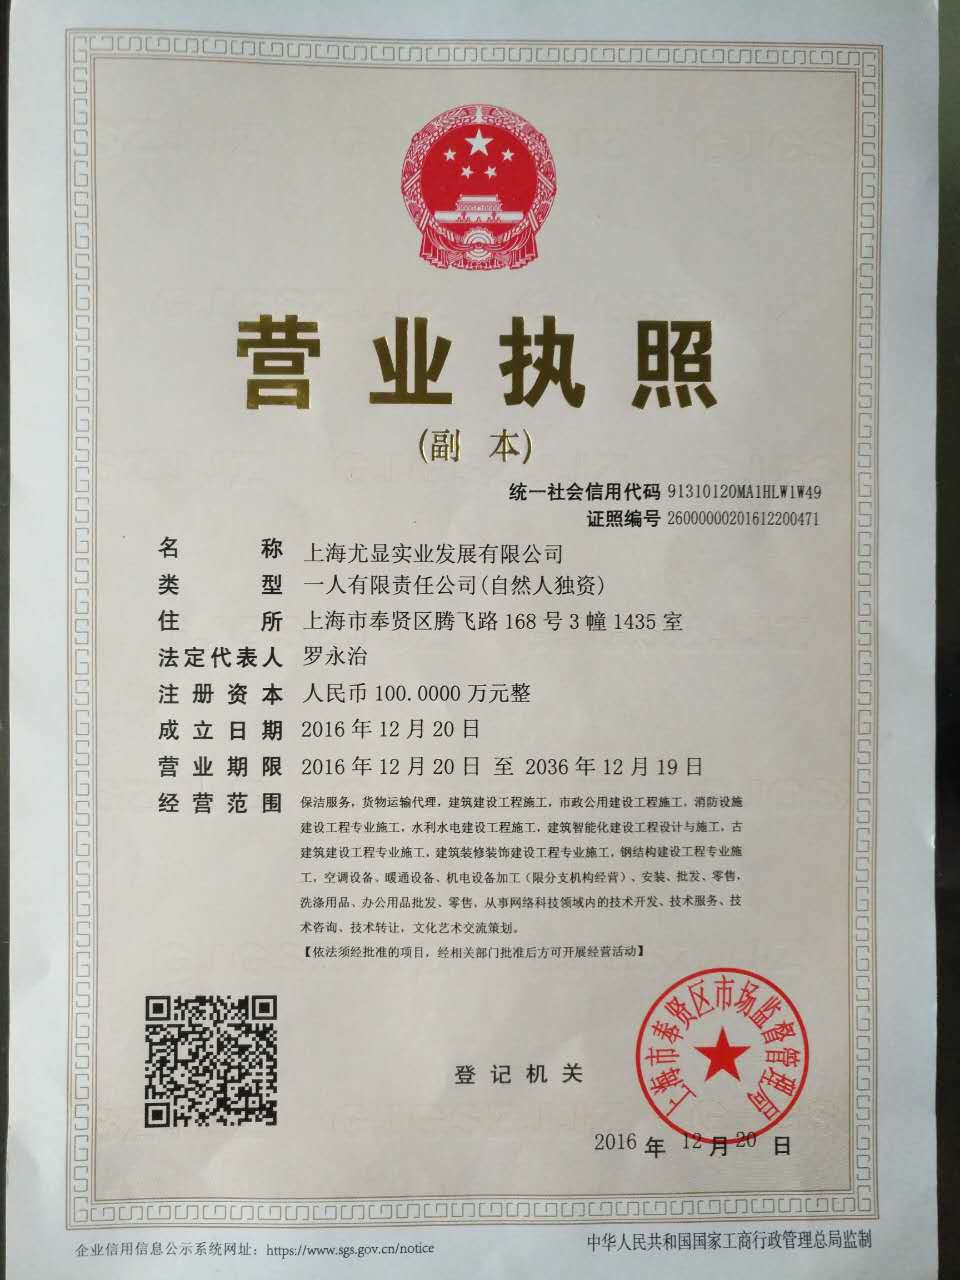 营业执照
(副 本)
统一社会信用代码 91310120MA1HLW1W49
证照编号 26000000201612200471
名 称 上海尤显实业发展有限公司
类 型 一人有限责任公司(自然人独资)
住 所 上海市奉贤区腾飞路168号3幢1435室
法定代表人 罗永治
注册资本 人民币100.0000万元整
成立日期 2016年12月20日
营业期限 2016年12月20日 至 2036年12月19日
经营范围 保洁服务，货物运输代理，建筑建设工程施工，市政公用建设工程施工，消防设施
建设工程专业施工，水利水电建设工程施工，建筑智能化建设工程设计与施工，古
建筑建设工程专业施工，建筑装修装饰建设工程专业施工，钢结构建设工程专业施
工，空调设备、暖通设备、机电设备加工（限分支机构经营）、安装、批发、零售，
洗涤用品、办公用品批发、零售，从事网络科技领域内的技术开发、技术服务、技
术咨询、技术转让，文化艺术交流策划。
【依法须经批准的项目，经相关部门批准后方可开展经营活动】
上海市奉贤区市场监督管理局
登记机关
2016年12月20日
企业信用信息公示系统网址：https://www.sgs.gov.cn/notice
中华人民共和国国家工商行政管理总局监制